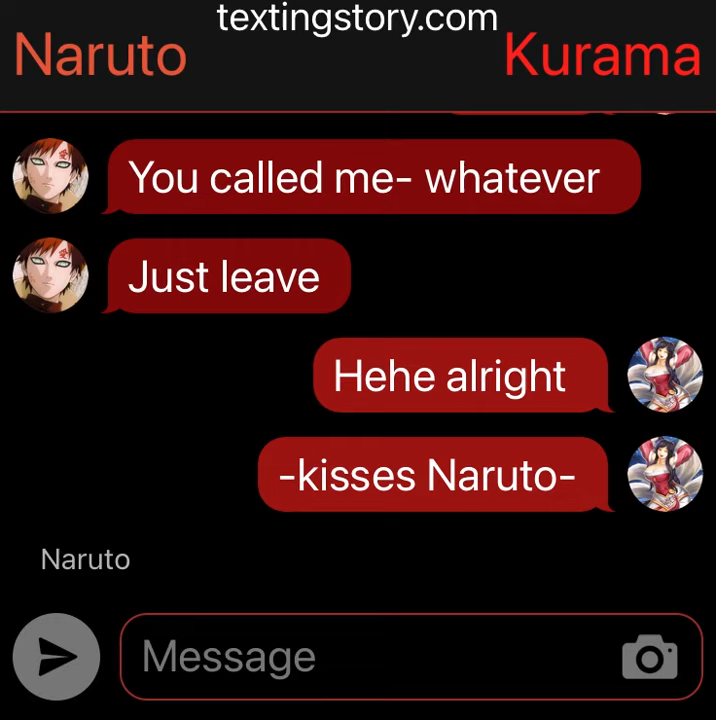 textingstory.com
Naruto
Kurama
You called me- whatever
Just leave
Hehe alright
-kisses Naruto-
Naruto
Message